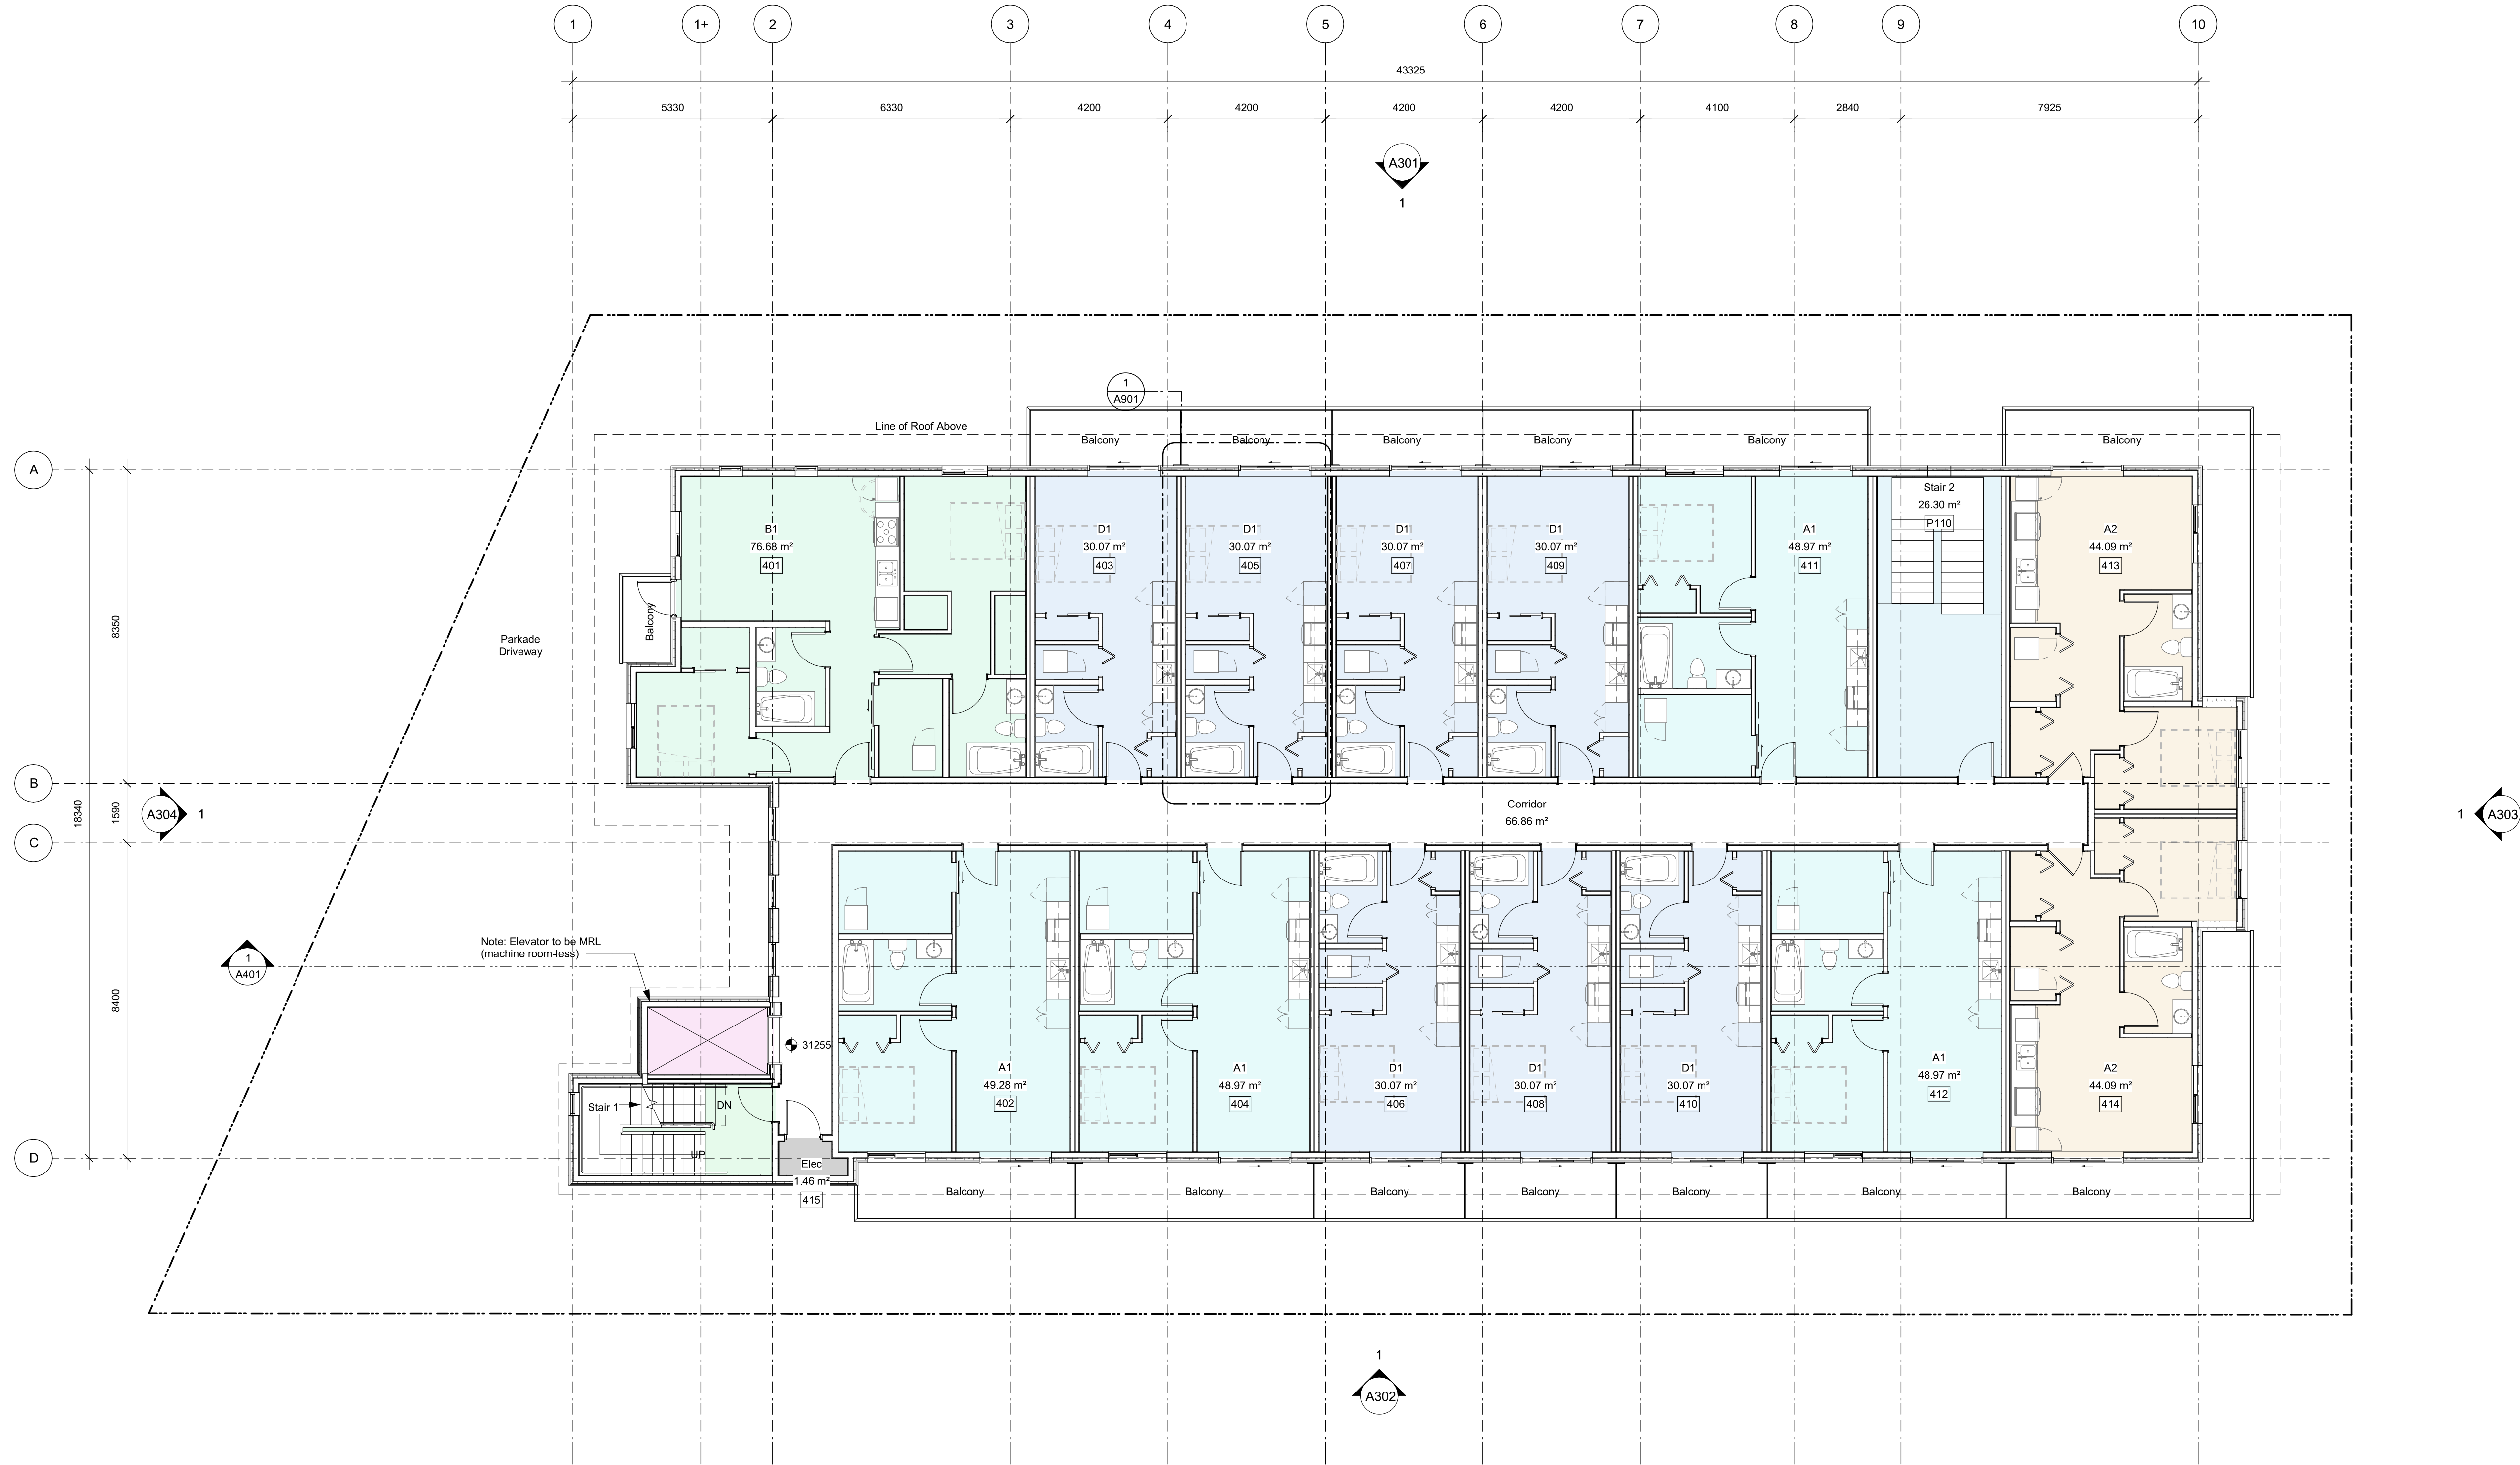 1
1+
2
3
4
5
6
7
8
9
10
43325
5330
6330
4200
4200
4200
4200
4100
2840
7925
A301
1
1
A901
Line of Roof Above
Balcony
Balcony
Balcony
Balcony
Balcony
Balcony
A
B
C
D
18340
8350
1590
8400
Stair 2
26.30 m²
P110
B1
76.68 m²
401
D1
30.07 m²
403
D1
30.07 m²
405
D1
30.07 m²
407
D1
30.07 m²
409
A1
48.97 m²
411
A2
44.09 m²
413
Balcony
Parkade
Driveway
A304
1
Corridor
66.86 m²
1
A303
Note: Elevator to be MRL
(machine room-less)
1
A401
31255
Stair 1
DN
UP
Elec
1.46 m²
415
A1
49.28 m²
402
A1
48.97 m²
404
D1
30.07 m²
406
D1
30.07 m²
408
D1
30.07 m²
410
A1
48.97 m²
412
A2
44.09 m²
414
Balcony
Balcony
Balcony
Balcony
Balcony
Balcony
Balcony
1
A302